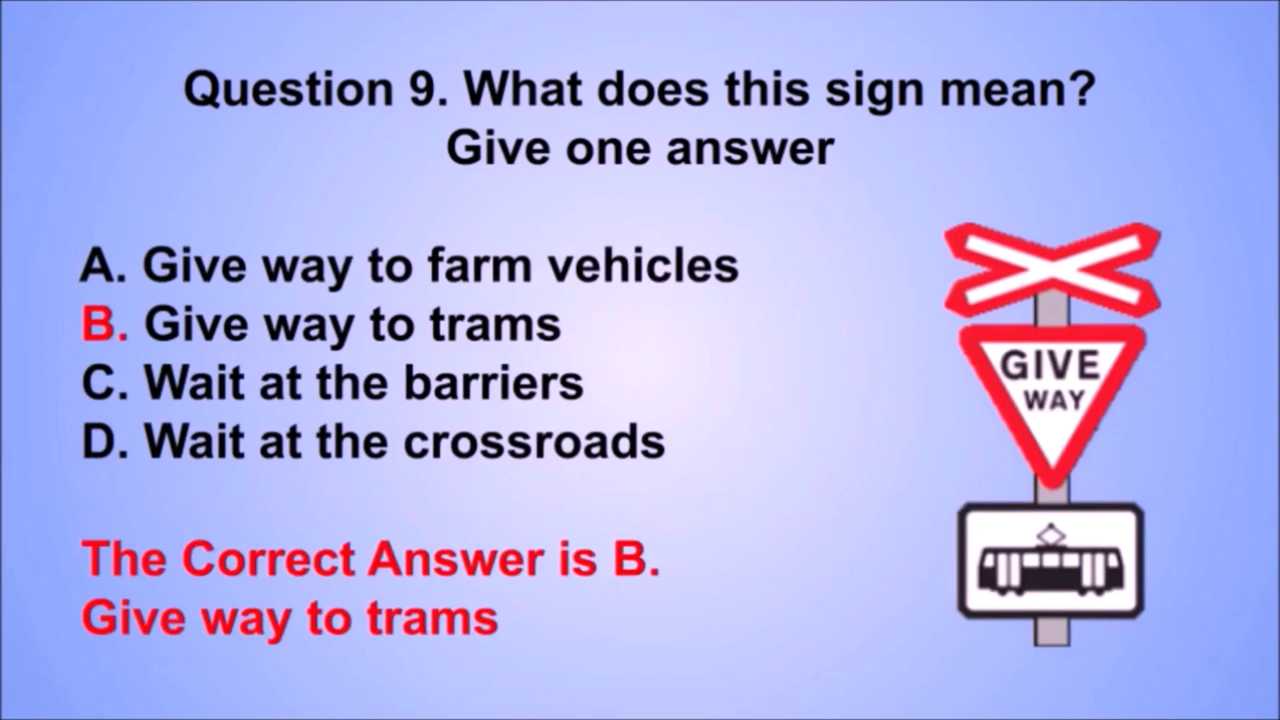 Question 9. What does this sign mean?
Give one answer
A. Give way to farm vehicles
B. Give way to trams
C. Wait at the barriers
D. Wait at the crossroads
The Correct Answer is B.
Give way to trams
GIVE
WAY